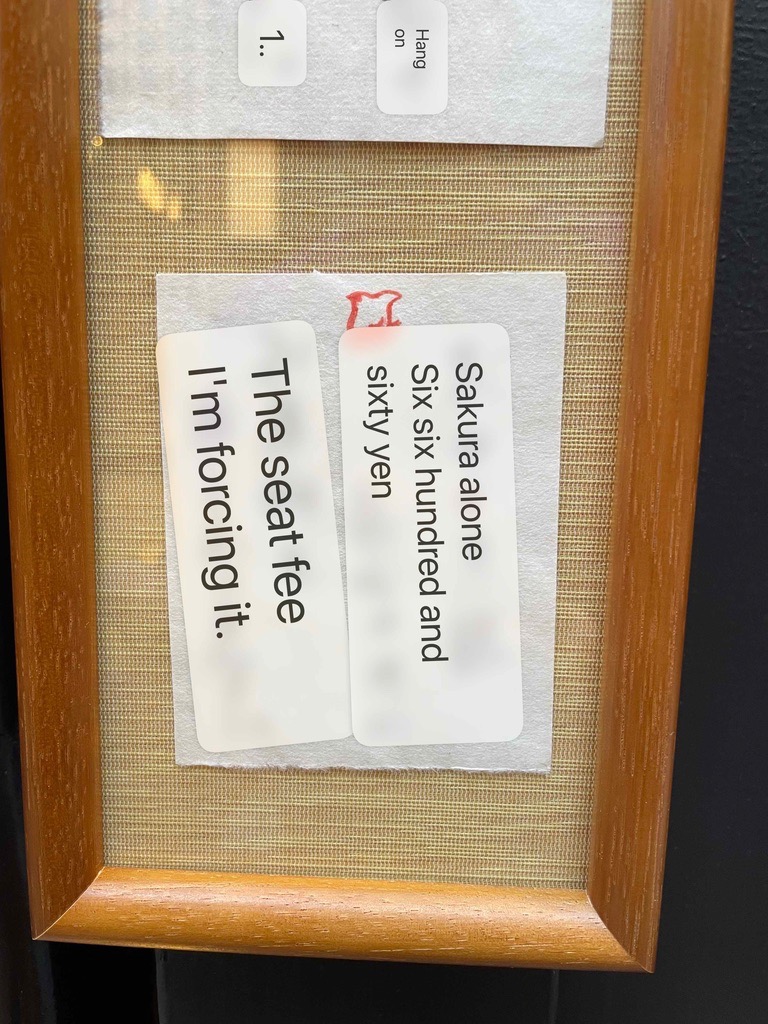 Hang
on
1..
Sakura alone
Six six hundred and
sixty yen
The seat fee
I'm forcing it.